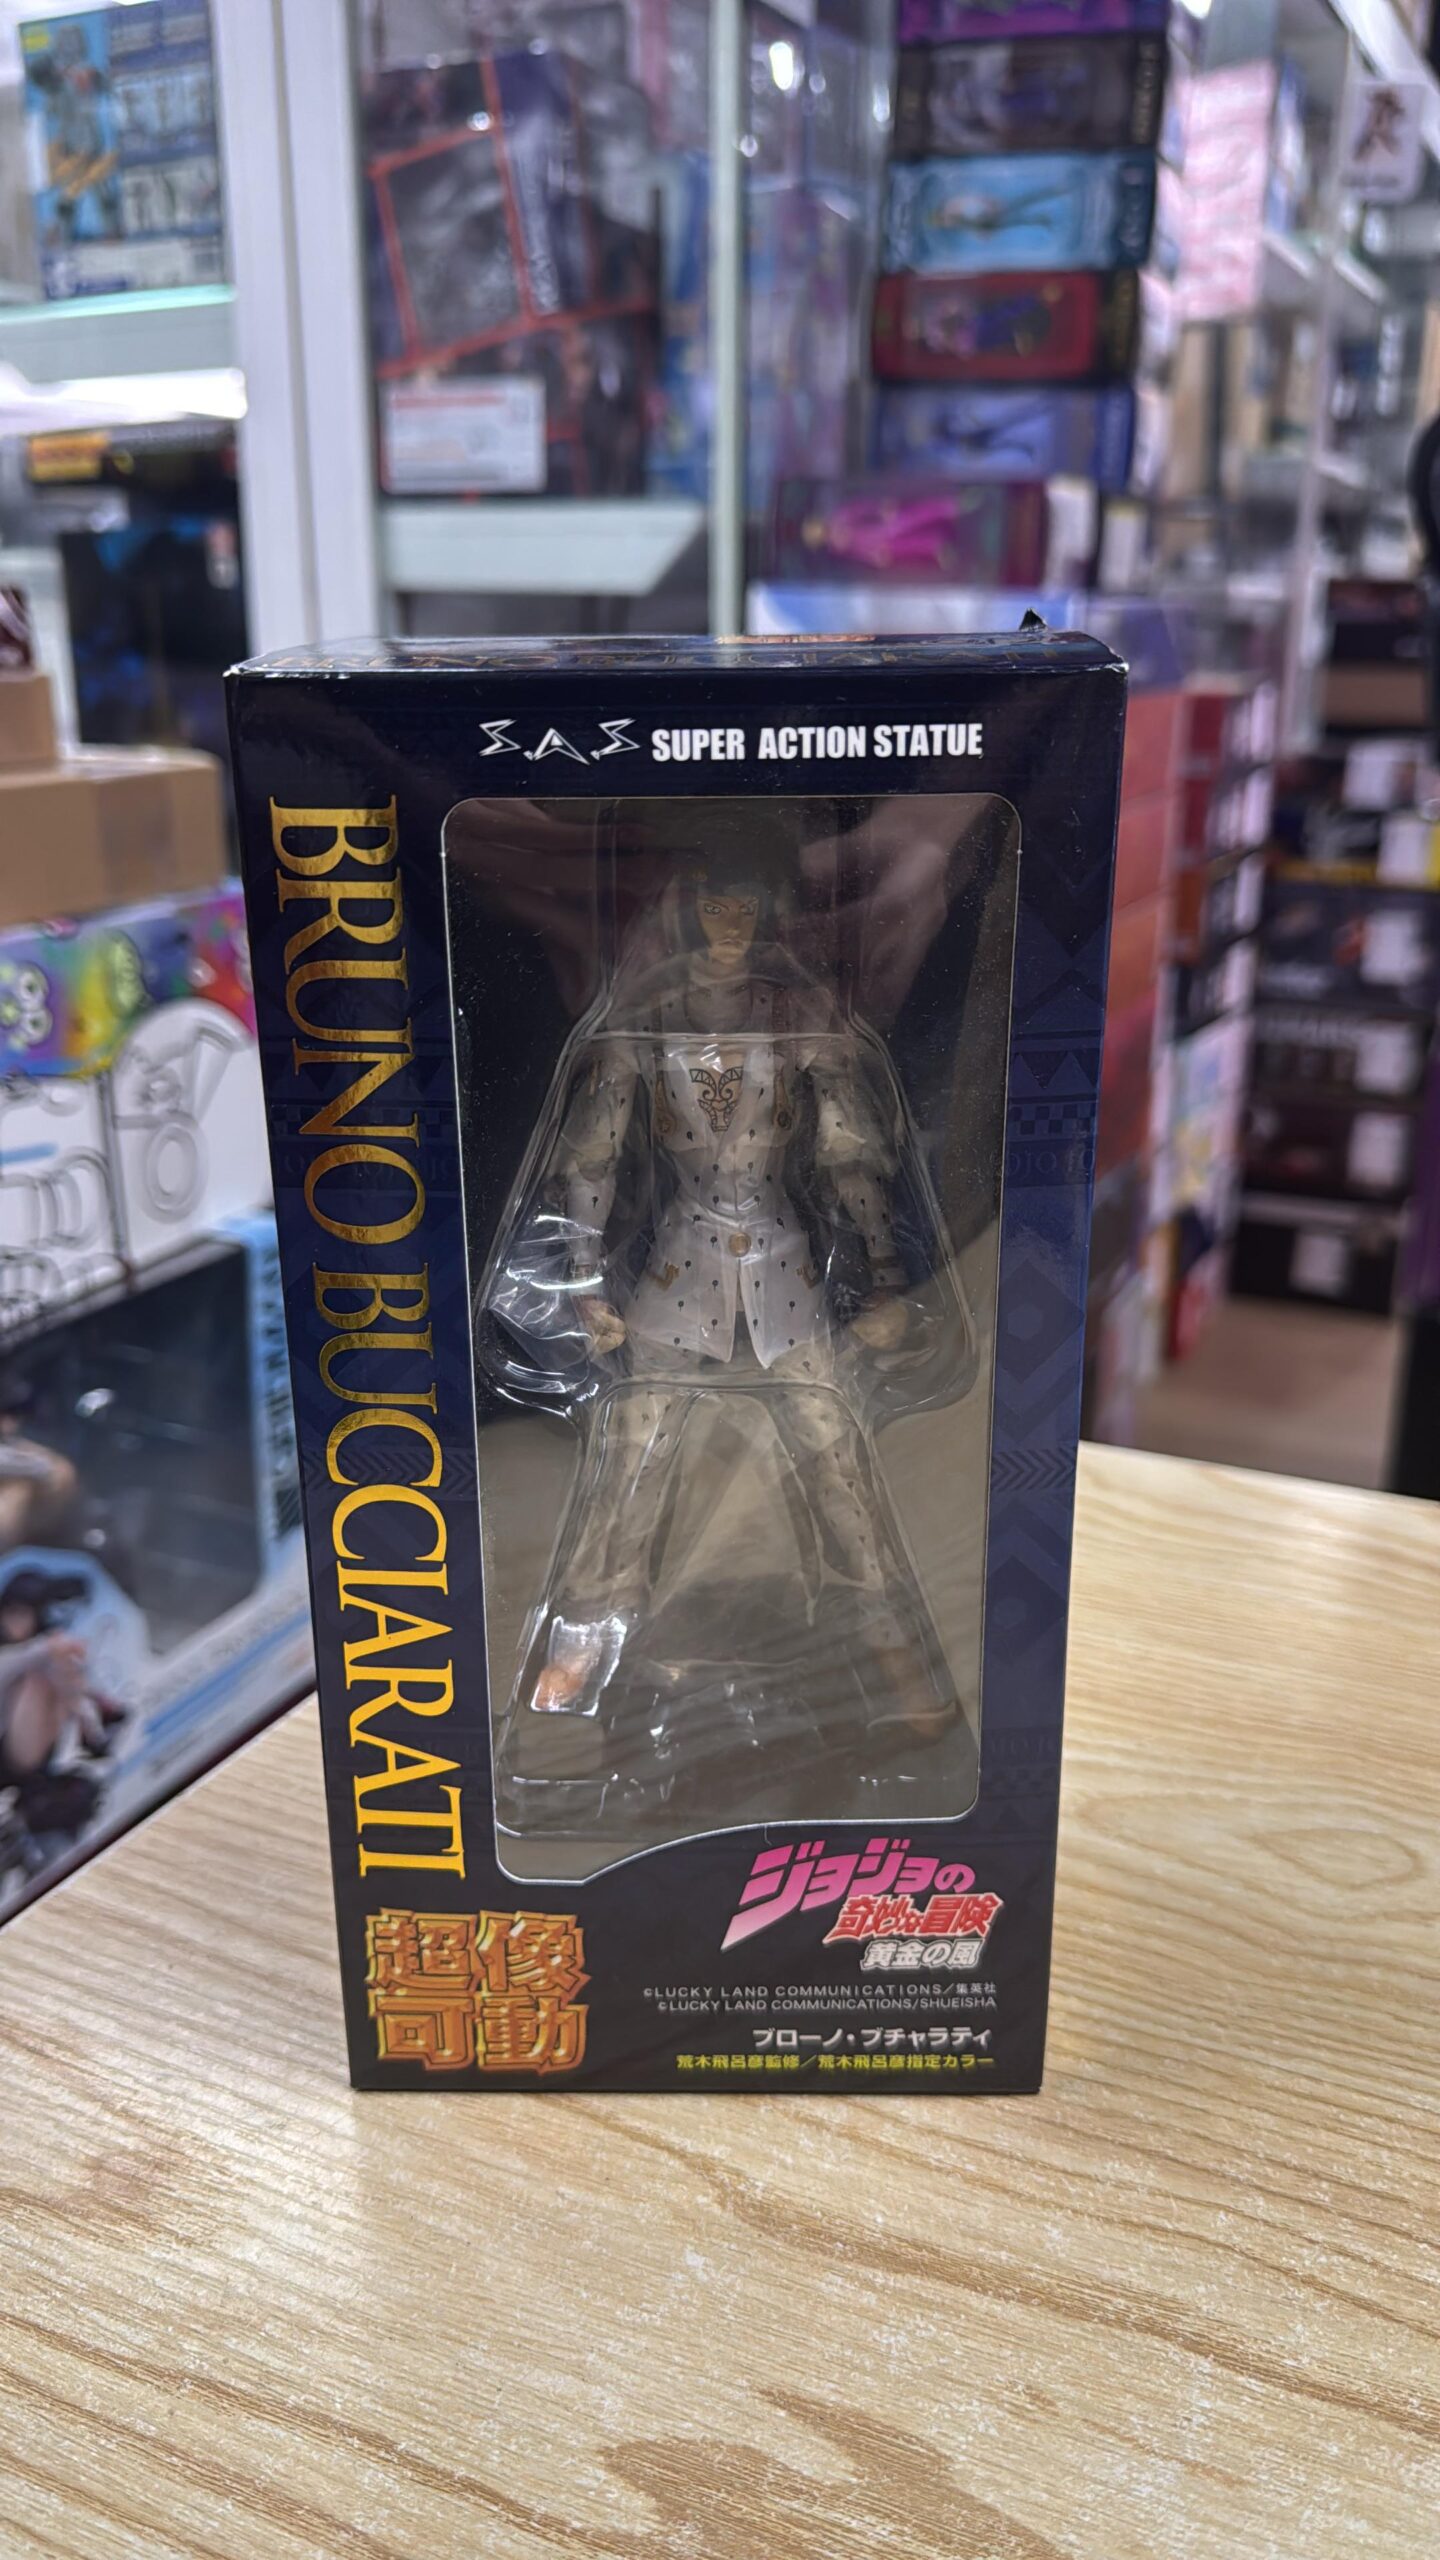 S.A.S SUPER ACTION STATUE
BRUNO BUCCIARATI
超像
可動
ジョジョの
奇妙な冒険
黄金の風
©LUCKY LAND COMMUNICATIONS/集英社
©LUCKY LAND COMMUNICATIONS/SHUEISHA
ブローノ・ブチャラティ
荒木飛呂彦監修/荒木飛呂彦指定カラー